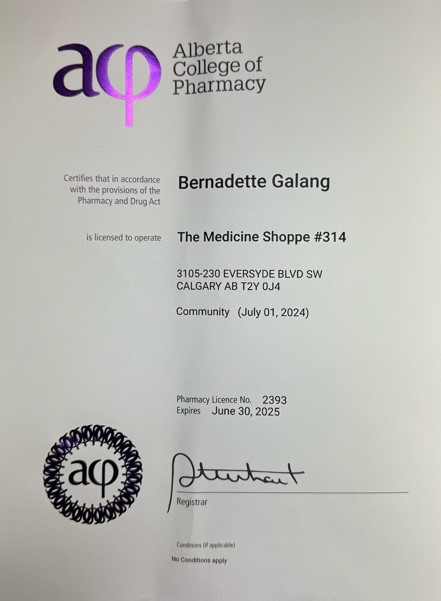 acp
Alberta
College of
Pharmacy
Certifies that in accordance
with the provisions of the
Pharmacy and Drug Act
Bernadette Galang
is licensed to operate
The Medicine Shoppe #314
3105-230 EVERSYDE BLVD SW
CALGARY AB T2Y 0J4
Community (July 01, 2024)
Pharmacy Licence No. 2393
Expires June 30, 2025
acp
Registrar
Conditions (if applicable)
No Conditions apply